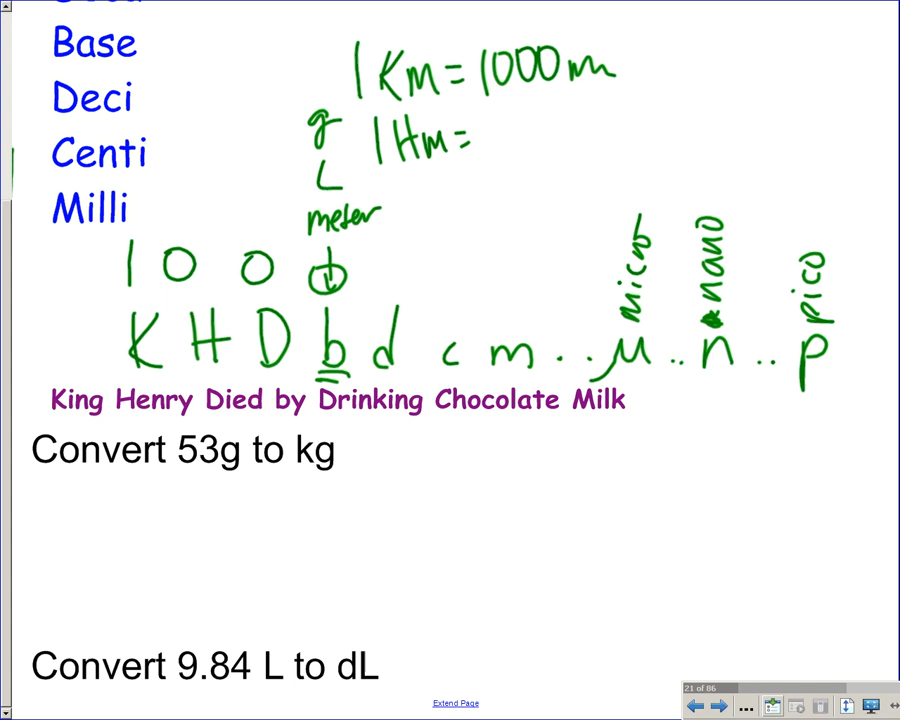 Base
Deci
Centi
Milli
1 Km = 1000 m
1 Hm =
g
L
meter
1 0 0 0
K H D b d c m . . µ . . n . . p
micro
nano
pico
King Henry Died by Drinking Chocolate Milk
Convert 53g to kg
Convert 9.84 L to dL
21 of 86
Extend Page